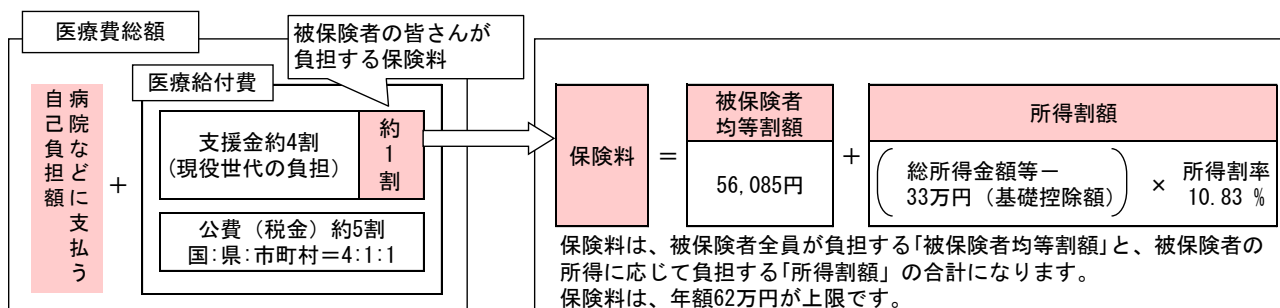 医療費総額
被保険者の皆さんが
負担する保険料
病院などに支払う
自己負担額
+
医療給付費
支援金約4割
(現役世代の負担)
約1割
公費（税金）約5割
国:県:市町村＝4:1:1
保険料
=
被保険者
均等割額
56,085円
+
所得割額
総所得金額等－
33万円（基礎控除額）
×
所得割率
10.83 %
保険料は、被保険者全員が負担する｢被保険者均等割額｣と、被保険者の
所得に応じて負担する｢所得割額｣の合計になります。
保険料は、年額62万円が上限です。